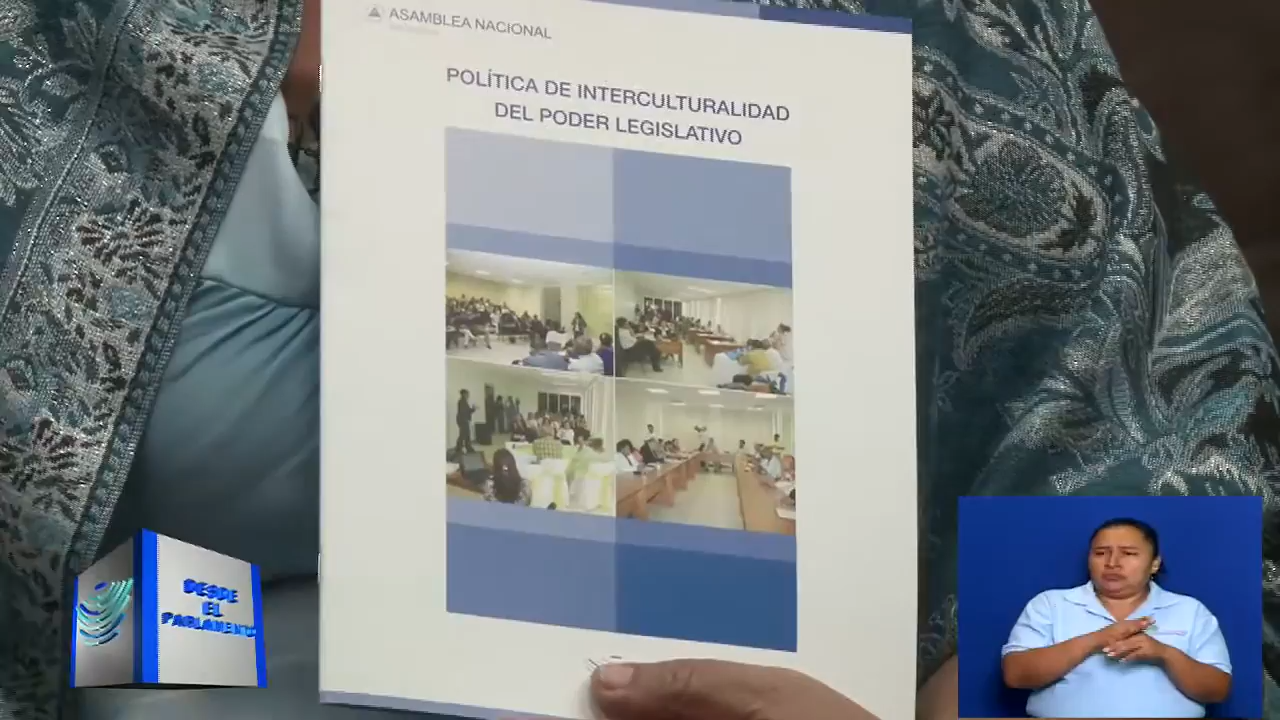 ASAMBLEA NACIONAL
POLÍTICA DE INTERCULTURALIDAD
DEL PODER LEGISLATIVO
DESDE
EL
PARLAMENTO